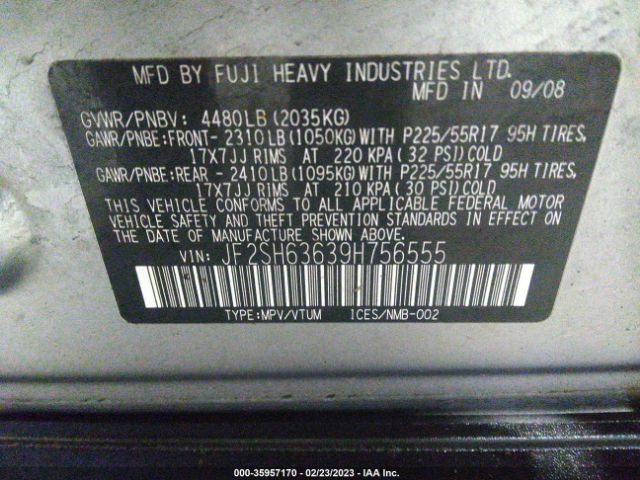 MFD BY FUJI HEAVY INDUSTRIES LTD.
MFD IN 09/08
GVWR/PNBV: 4480LB(2035KG)
GAWR/PNBE:FRONT- 2310LB(1050KG)WITH P225/55R17 95H TIRES,
17X7JJ RIMS AT 220 KPA(32 PSI)COLD
GAWR/PNBE:REAR - 2410LB(1095KG)WITH P225/55R17 95H TIRES,
17X7JJ RIMS AT 210 KPA(30 PSI)COLD
THIS VEHICLE CONFORMS TO ALL APPLICABLE FEDERAL MOTOR
VEHICLE SAFETY AND THEFT PREVENTION STANDARDS IN EFFECT ON
THE DATE OF MANUFACTURE SHOWN ABOVE.
VIN: JF2SH63639H756555
TYPE:MPV/VTUM ICES/NMB-002
000-35957170 - 02/23/2023 - IAA Inc.